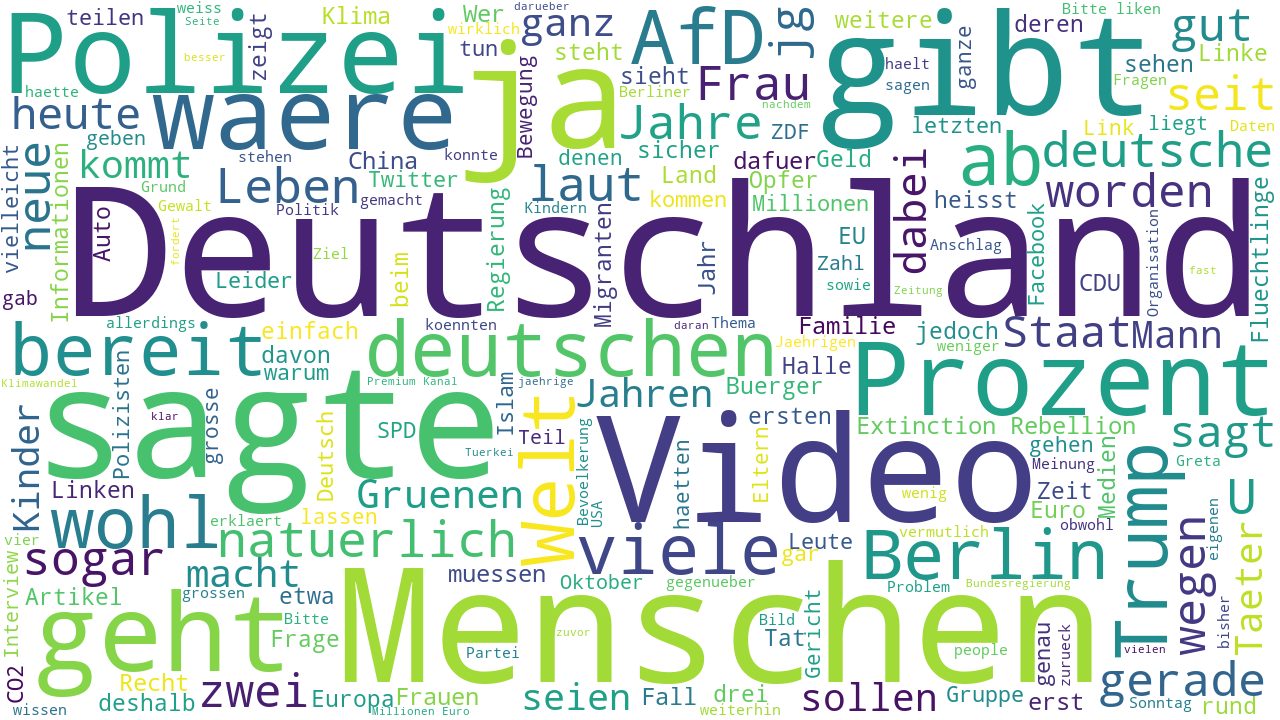 teilen
weiss
Seite
zeigt
Klima
Wer
darueber
wirklich
tun
ganz
AfD
jg
weitere
Bitte liken
deren
gut
Linke
Polizei
besser
ja
steht
sieht
Frau
gibt
haelt
sagen
ganze
sehen
Fragen
seit
haette
heute
waere
Bewegung
Berliner
nachdem
Jahre
ZDF
letzten
Link
liegt
Daten
geben
vielleicht
neue
Informationen
kommt
stehen
China
konnte
denen
sicher
dafuer
Geld
ab
deutsche
Grund
Gewalt
Leben
Twitter
gemacht
Politik
laut
Kindern
Land
kommen
Opfer
Millionen
dabei
heisst
worden
Fluechtlinge
Auto
fordert
Deutschland
Ziel
Leider
beim
Regierung
Migranten
Jahr
EU
Zahl
sowie
Anschlag
Zeitung
Facebook
CDU
Organisation
fast
gab
allerdings
einfach
koennten
daran
Thema
Familie
Jaehrigen
jedoch
weniger
Staat
Mann
bereit
davon
warum
deutschen
Halle
Prozent
Klimawandel
Polizisten
klar
grosse
Premium Kanal
jaehrige
Islam
Jahren
Buerger
Kinder
sagte
Deutsch
SPD
Tuerkei
Teil
Welt
Bevoelkerung
USA
Video
ersten
Eltern
Extinction Rebellion
gehen
Meinung
Medien
sagt
Greta
Linken
Gruenen
haetten
wenig
Zeit
Euro
obwohl
Trump
u
wohl
erklaert
lassen
vier
sogar
natuerlich
viele
Leute
gar
vermutlich
Berlin
wegen
eigenen
Taeter
Interview
macht
muessen
Oktober
gegenueber
Problem
Bundesregierung
bisher
Artikel
grossen
etwa
geht
Bitte
Frage
Menschen
zuvor
Bild
Tat
Gericht
people
genau
zurueck
vielen
Partei
CO2
Recht
zwei
gerade
wissen
deshalb
Europa
Frauen
Millionen Euro
seien
Fall
drei
weiterhin
sollen
Gruppe
erst
Sonntag
rund